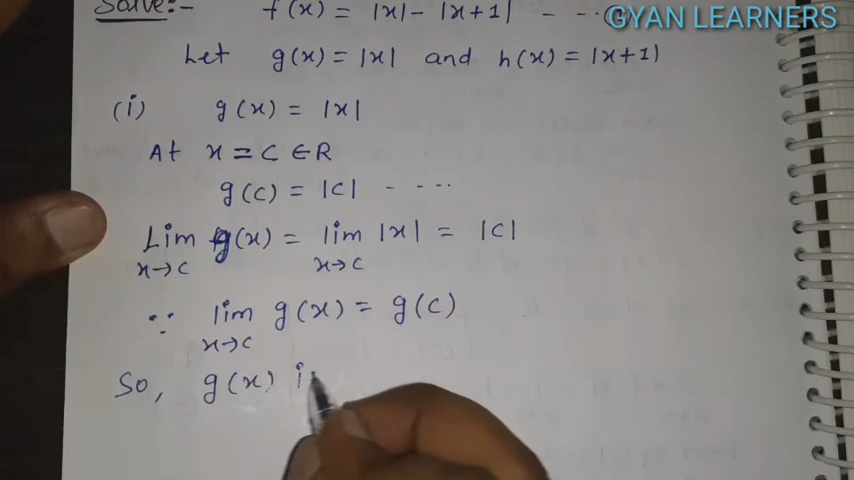 Solve:-
f(x) = |x| - |x+1| - ...
GYAN LEARNERS
Let g(x) = |x| and h(x) = |x+1)
(i) g(x) = |x|
At x = C ∈ R
g(c) = |c| - ...
Lim g(x) = lim |x| = |c|
x→c x→c
∵ lim g(x) = g(c)
x→c
So, g(x) i